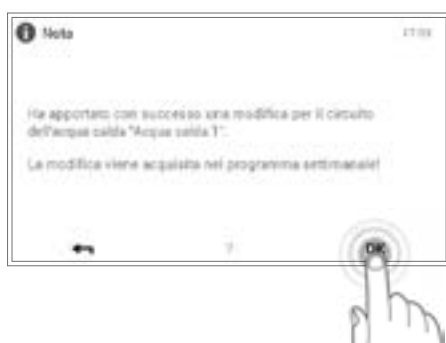 Nota
Ha apportato con successo una modifica per il circuito
dell'acqua calda "Acqua calda 1".
La modifica viene acquisita nel programma settimanale!
?
OK